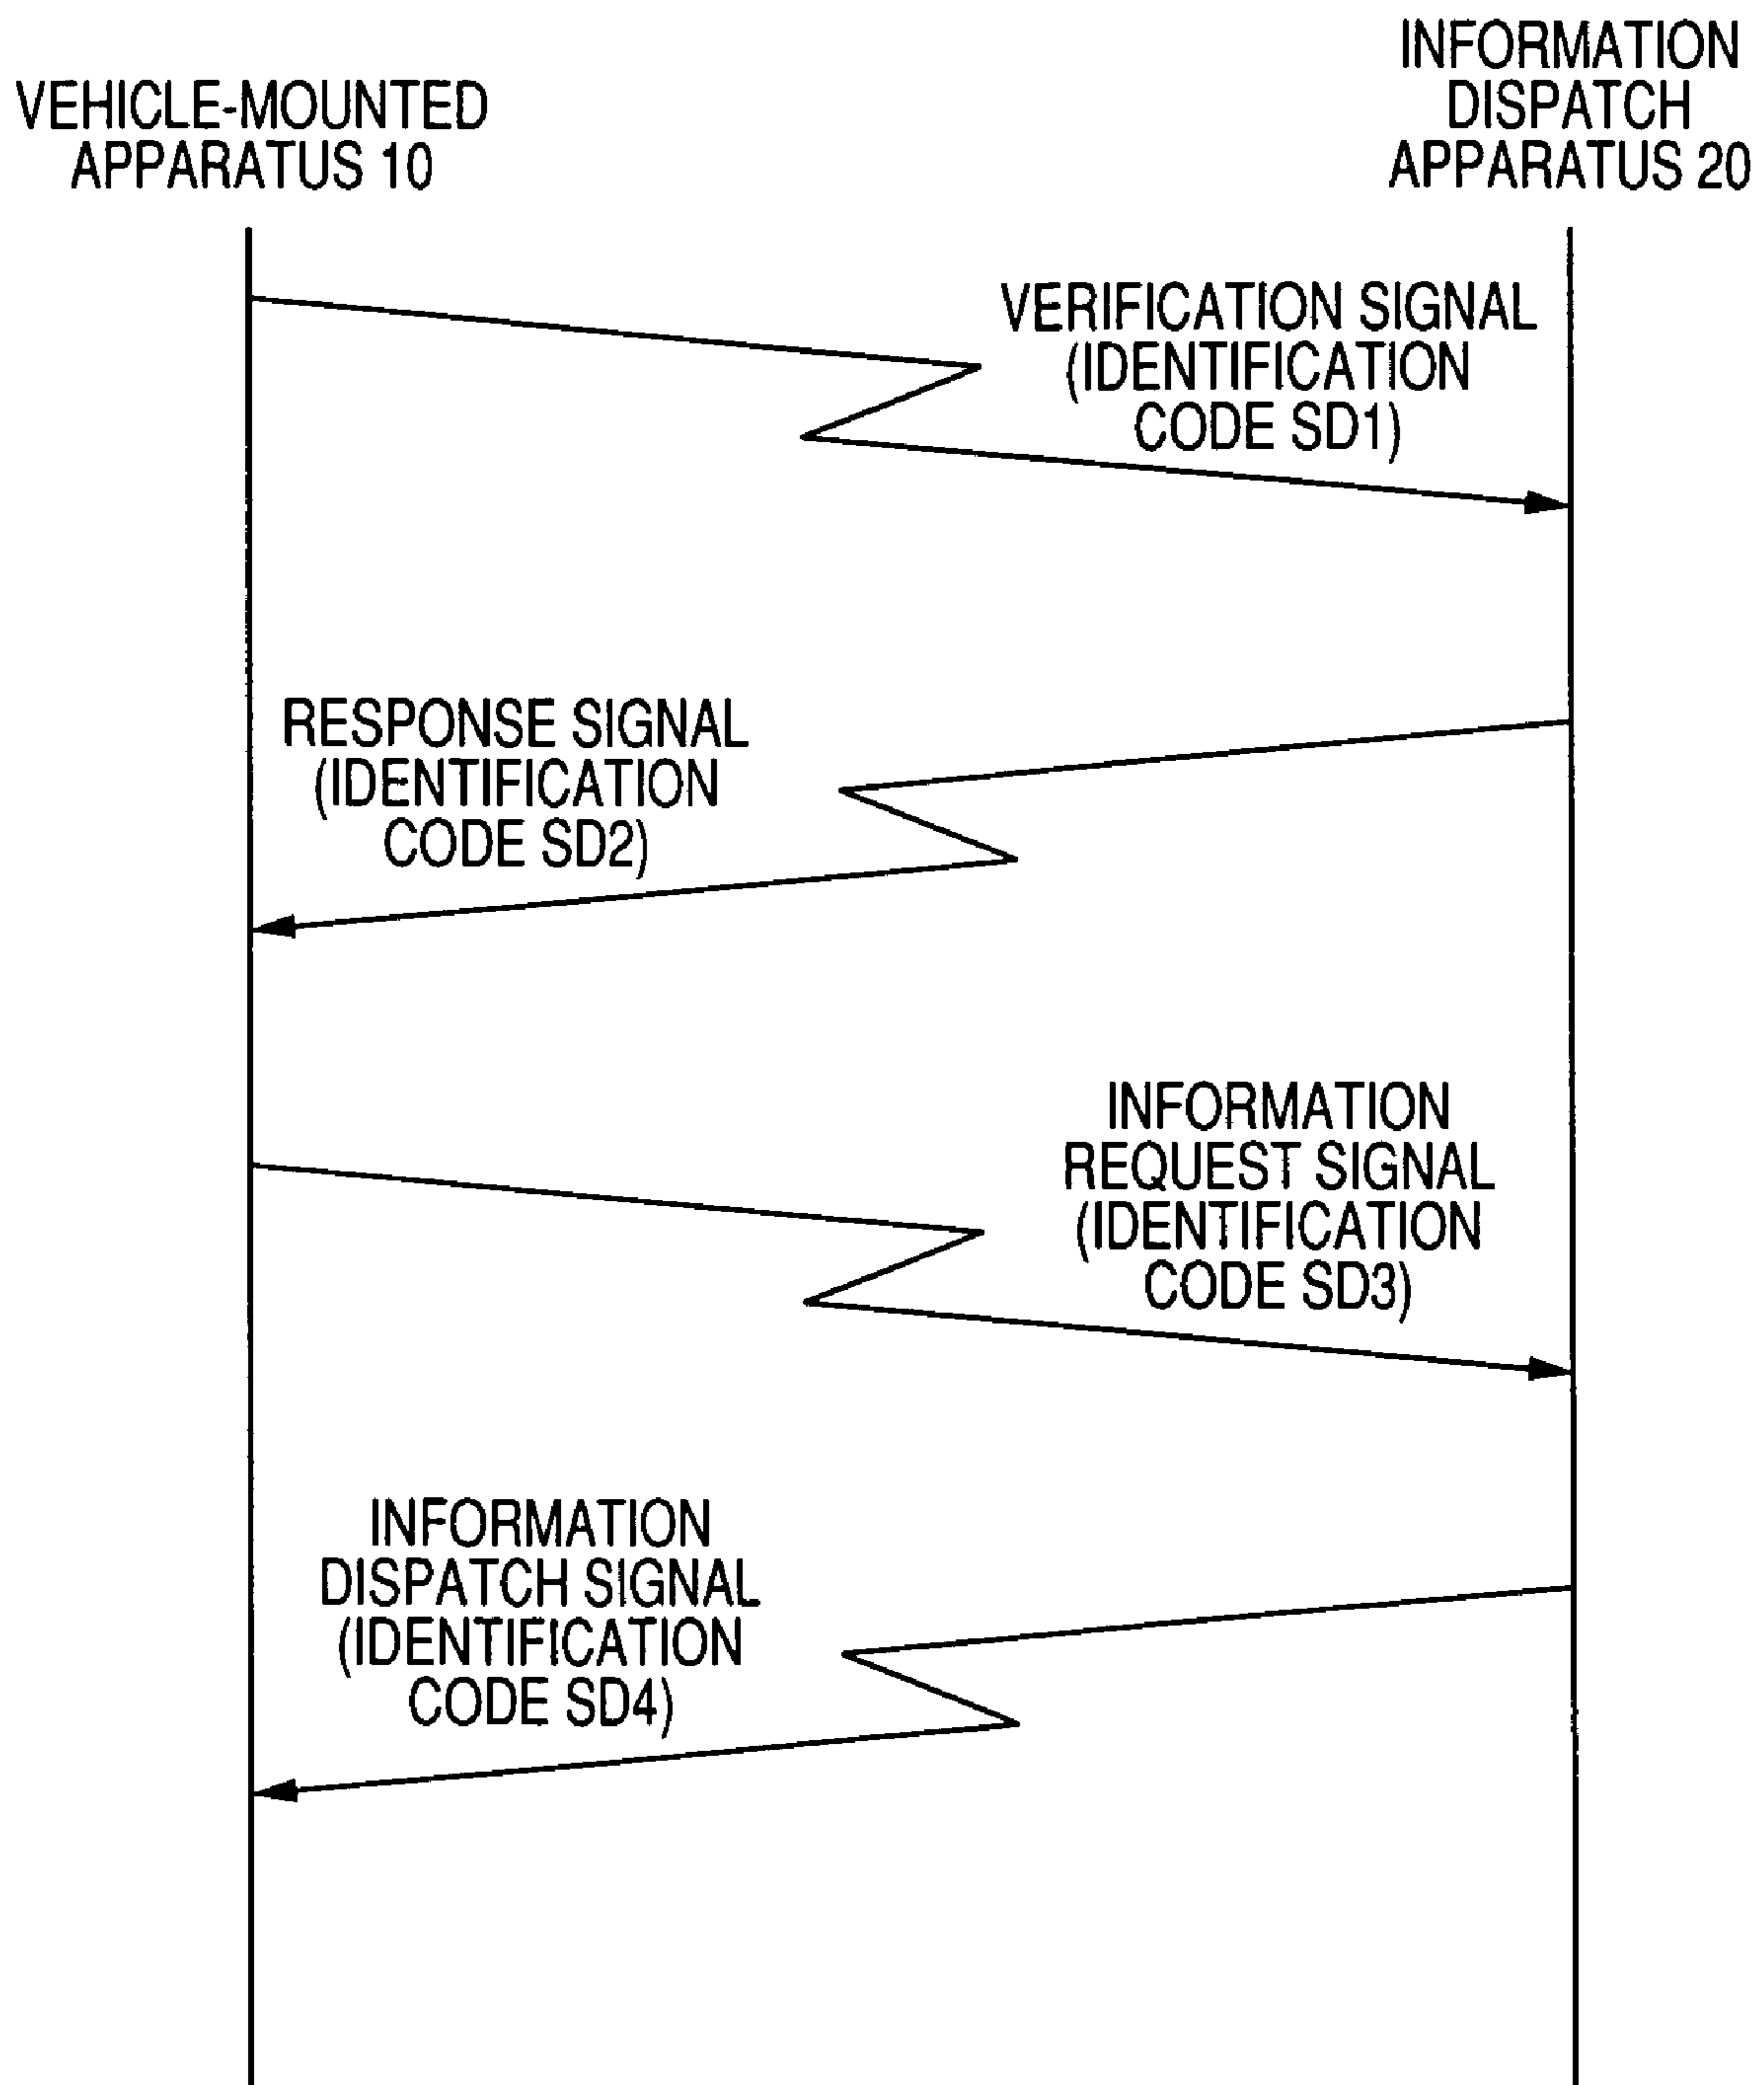 VEHICLE-MOUNTED
APPARATUS 10
INFORMATION
DISPATCH
APPARATUS 20
VERIFICATION SIGNAL
(IDENTIFICATION
CODE SD1)
RESPONSE SIGNAL
(IDENTIFICATION
CODE SD2)
INFORMATION
REQUEST SIGNAL
(IDENTIFICATION
CODE SD3)
INFORMATION
DISPATCH SIGNAL
(IDENTIFICATION
CODE SD4)